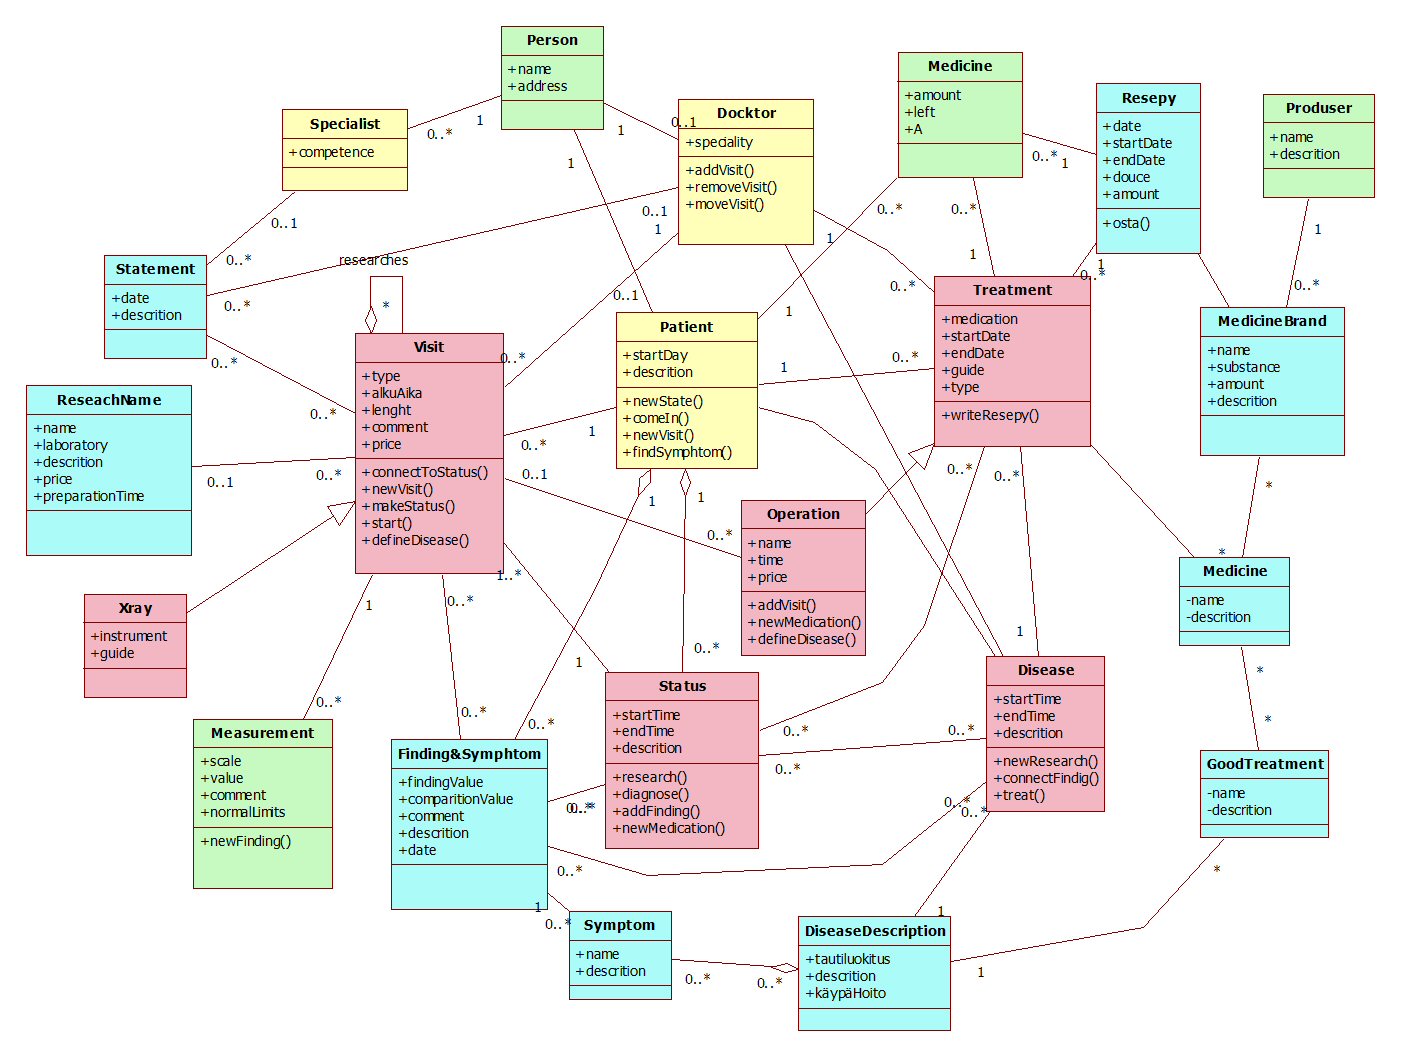 Person
+name
+address
Medicine
+amount
+left
+A
Resepy
+date
+startDate
+endDate
+douce
+amount
+osta()
Produser
+name
+descrition
Specialist
+competence
Docktor
+speciality
+addVisit()
+removeVisit()
+moveVisit()
Statement
+date
+descrition
researches
*
Visit
+type
+alkuAika
+lenght
+comment
+price
+connectToStatus()
+newVisit()
+makeStatus()
+start()
+defineDisease()
Patient
+startDay
+descrition
+newState()
+comeIn()
+newVisit()
+findSymphtom()
Treatment
+medication
+startDate
+endDate
+guide
+type
+writeResepy()
MedicineBrand
+name
+substance
+amount
+descrition
ReseachName
+name
+laboratory
+descrition
+price
+preparationTime
Operation
+name
+time
+price
+addVisit()
+newMedication()
+defineDisease()
Medicine
-name
-descrition
Xray
+instrument
+guide
Status
+startTime
+endTime
+descrition
+research()
+diagnose()
+addFinding()
+newMedication()
Disease
+startTime
+endTime
+descrition
+newResearch()
+connectFindig()
+treat()
Measurement
+scale
+value
+comment
+normalLimits
+newFinding()
Finding&Symphtom
+findingValue
+comparitionValue
+comment
+descrition
+date
GoodTreatment
-name
-descrition
Symptom
+name
+descrition
DiseaseDescription
+tautiluokitus
+descrition
+käypäHoito
1
0..*
1
0..1
1
0..*
1
0..*
1
0..*
1
0..1
0..*
0..1
0..*
1
0..*
0..1
1
0..*
1
0..*
1
0..*
0..*
0..*
0..1
0..*
1
0..*
1
0..*
0..1
0..*
1
1
0..*
0..*
1
0..*
1..*
1
0..*
0..*
1
0..*
0..*
0..*
0..*
1
*
*
*
*
0..*
0..*
0..*
0..*
0..*
1
0..*
1
0..*
0..*
1
*